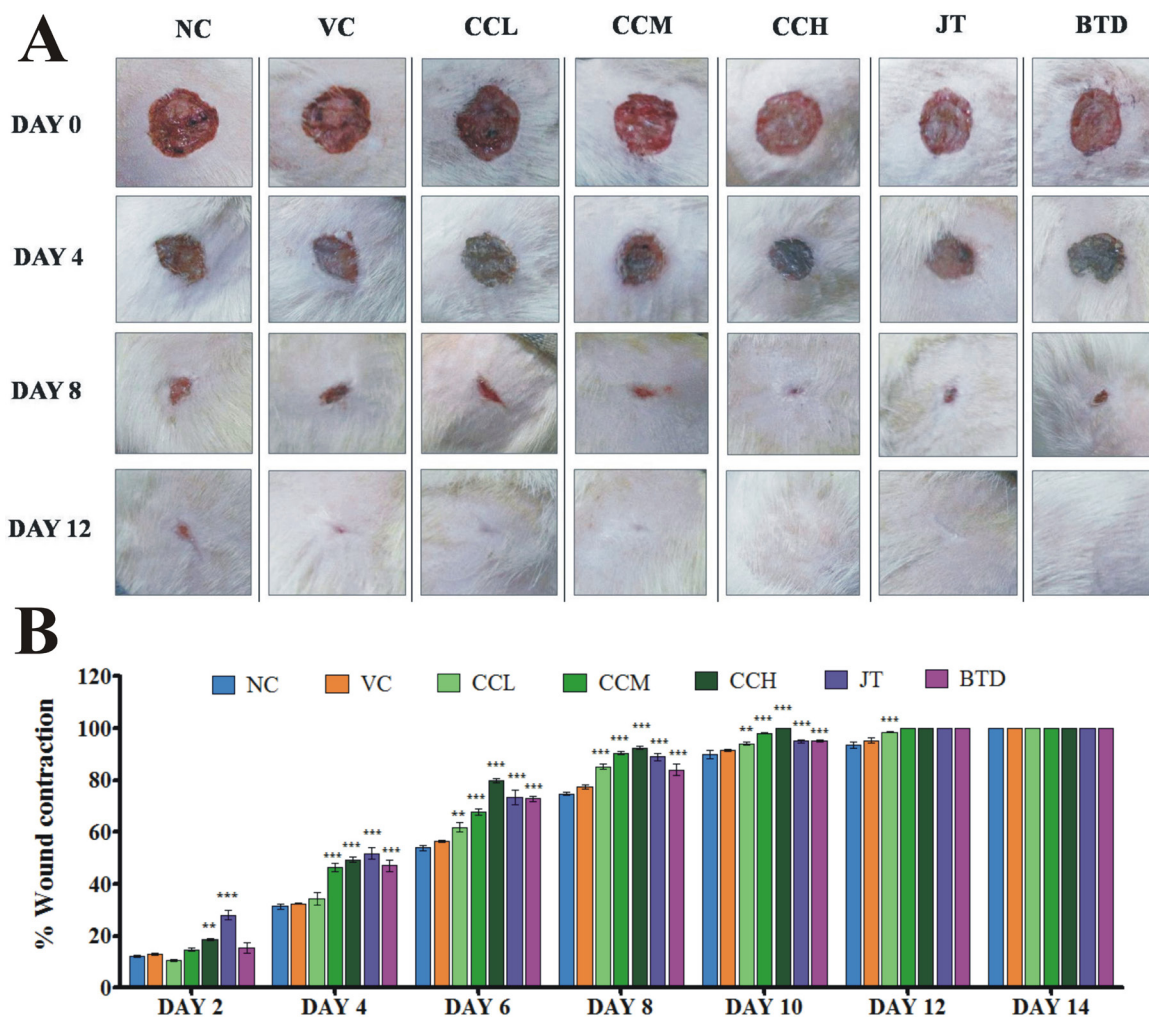 A
NC VC CCL CCM CCH JT BTD
DAY 0
DAY 4
DAY 8
DAY 12
B
% Wound contraction
120
100
80
60
40
20
0
NC VC CCL CCM CCH JT BTD
** ***
*** *** *** ***
** *** *** *** ***
*** *** *** *** ***
** *** *** *** ***
***
DAY 2 DAY 4 DAY 6 DAY 8 DAY 10 DAY 12 DAY 14